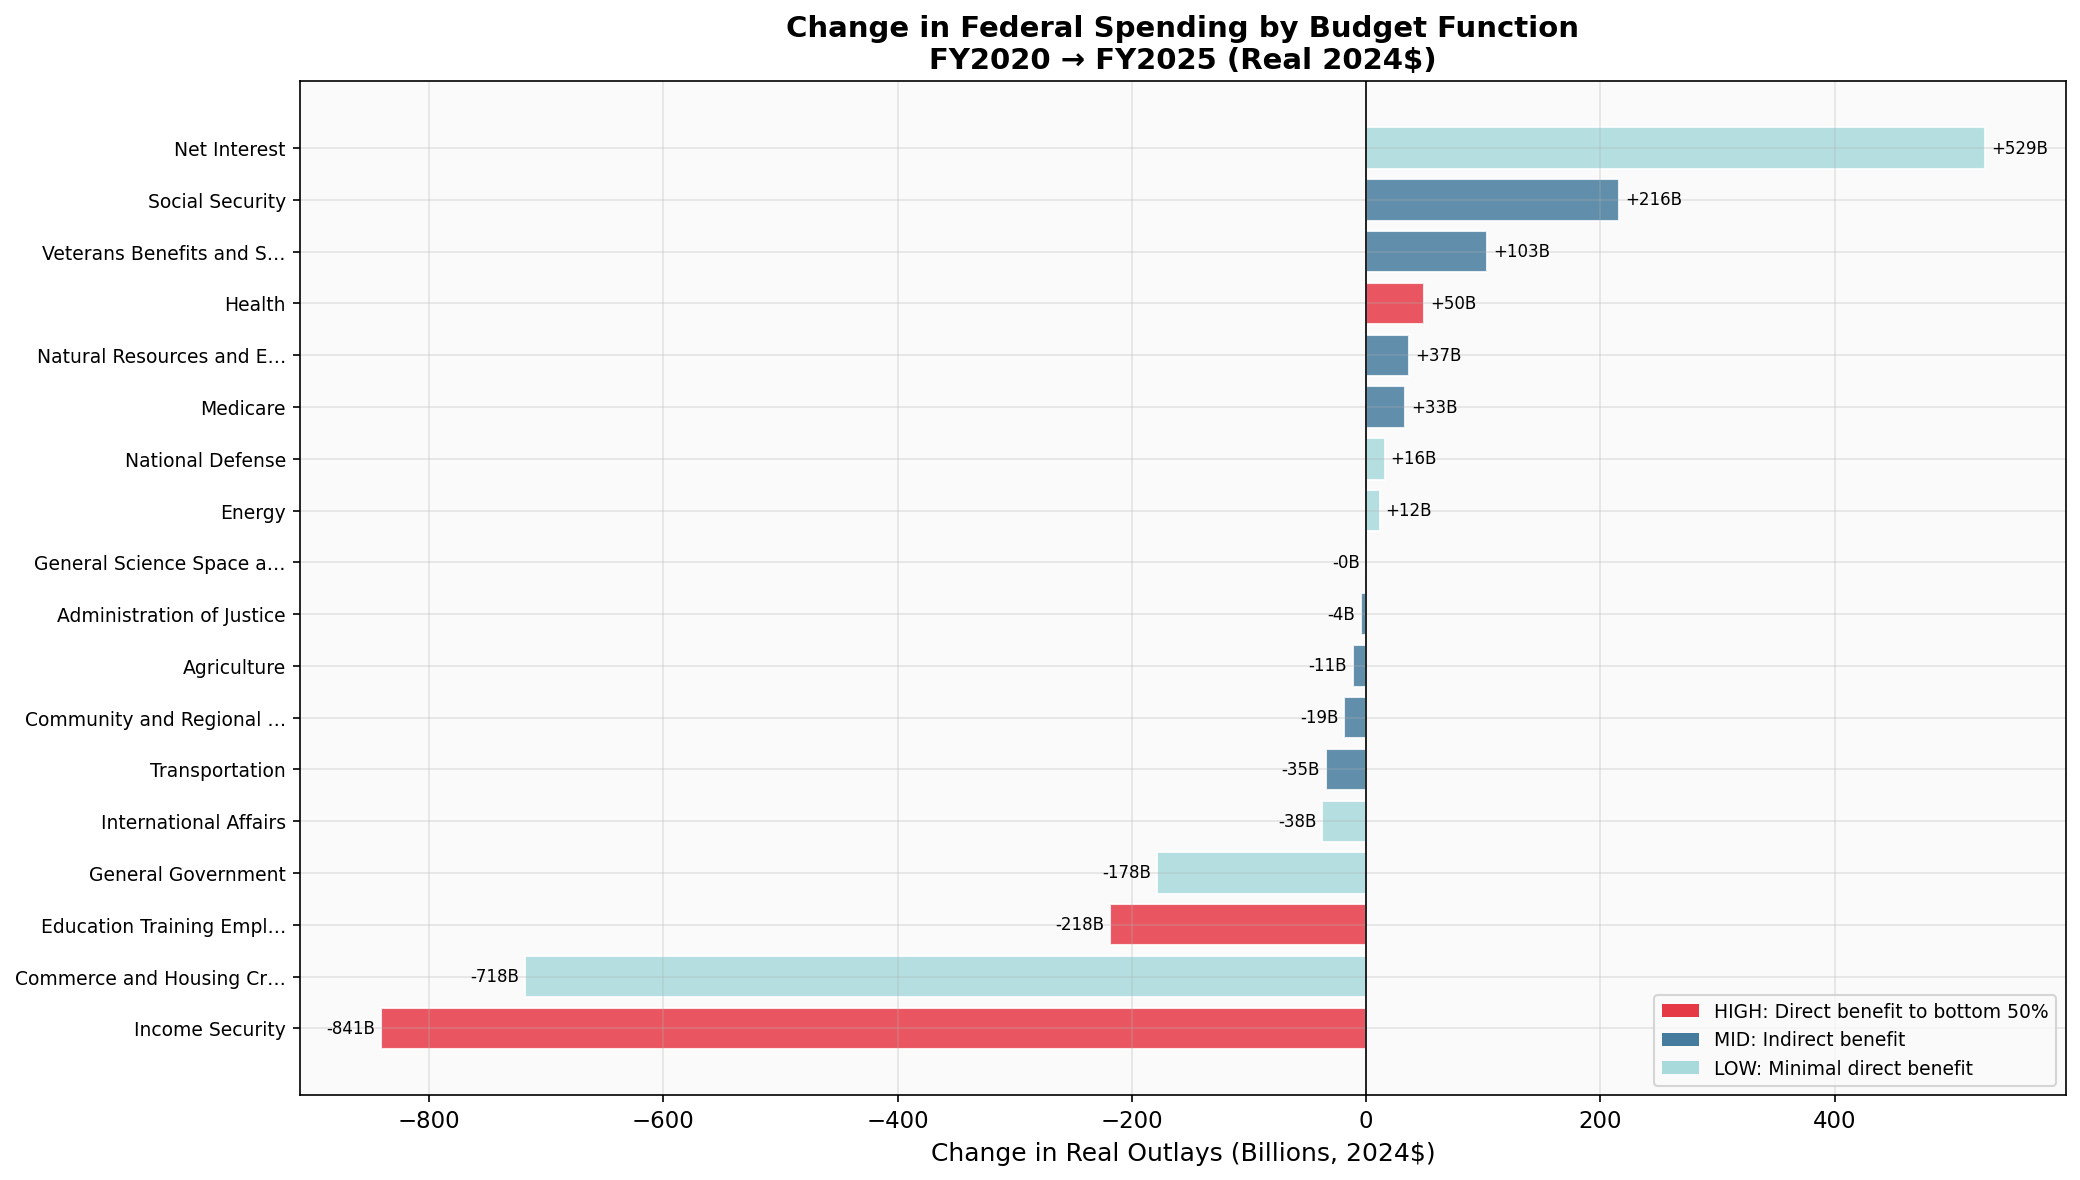 Change in Federal Spending by Budget Function
FY2020 → FY2025 (Real 2024$)
Net Interest
+529B
Social Security
+216B
Veterans Benefits and S…
+103B
Health
+50B
Natural Resources and E…
+37B
Medicare
+33B
National Defense
+16B
Energy
+12B
General Science Space a…
-0B
Administration of Justice
-4B
Agriculture
-11B
Community and Regional …
-19B
Transportation
-35B
International Affairs
-38B
General Government
-178B
Education Training Empl…
-218B
Commerce and Housing Cr…
-718B
Income Security
-841B
HIGH: Direct benefit to bottom 50%
MID: Indirect benefit
LOW: Minimal direct benefit
−800 −600 −400 −200 0 200 400
Change in Real Outlays (Billions, 2024$)